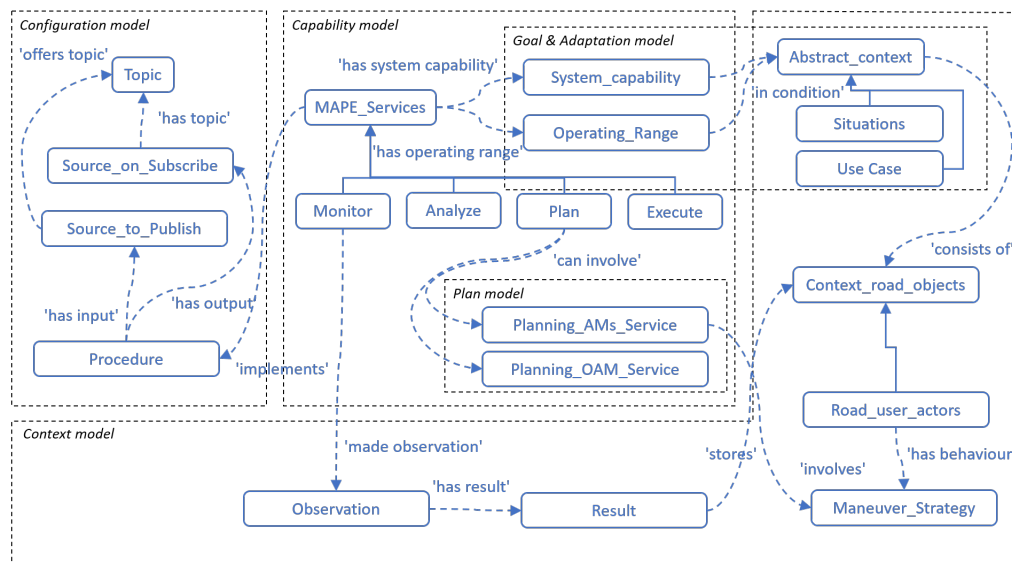 Configuration model
Capability model
Goal & Adaptation model
'offers topic'
Topic
'has system capability'
System_capability
Abstract_context
MAPE_Services
'in condition'
'has topic'
Operating_Range
Situations
Source_on_Subscribe
'has operating range'
Use Case
Monitor
Analyze
Plan
Execute
Source_to_Publish
'can involve'
'consists of'
Plan model
Context_road_objects
'has input'
'has output'
Planning_AMs_Service
Procedure
'implements'
Planning_OAM_Service
Road_user_actors
Context model
'made observation'
'stores'
'has behaviour'
'involves'
'has result'
Observation
Result
Maneuver_Strategy